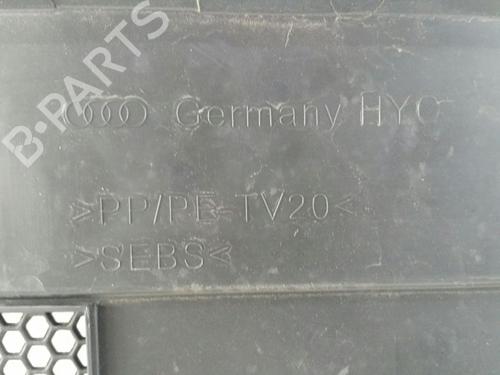 B-PARTS
Germany HYC
>PP/PE-TV20<
>SEBS<